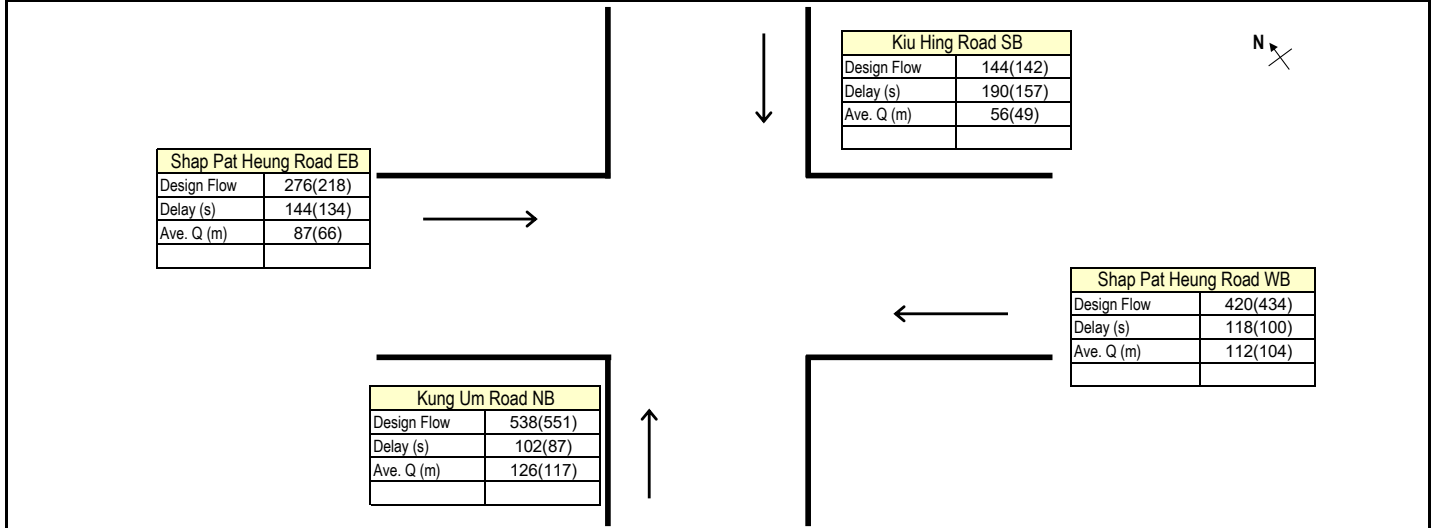 Kiu Hing Road SB
Design Flow 144(142)
Delay (s) 190(157)
Ave. Q (m) 56(49)
N
Shap Pat Heung Road EB
Design Flow 276(218)
Delay (s) 144(134)
Ave. Q (m) 87(66)
Shap Pat Heung Road WB
Design Flow 420(434)
Delay (s) 118(100)
Ave. Q (m) 112(104)
Kung Um Road NB
Design Flow 538(551)
Delay (s) 102(87)
Ave. Q (m) 126(117)